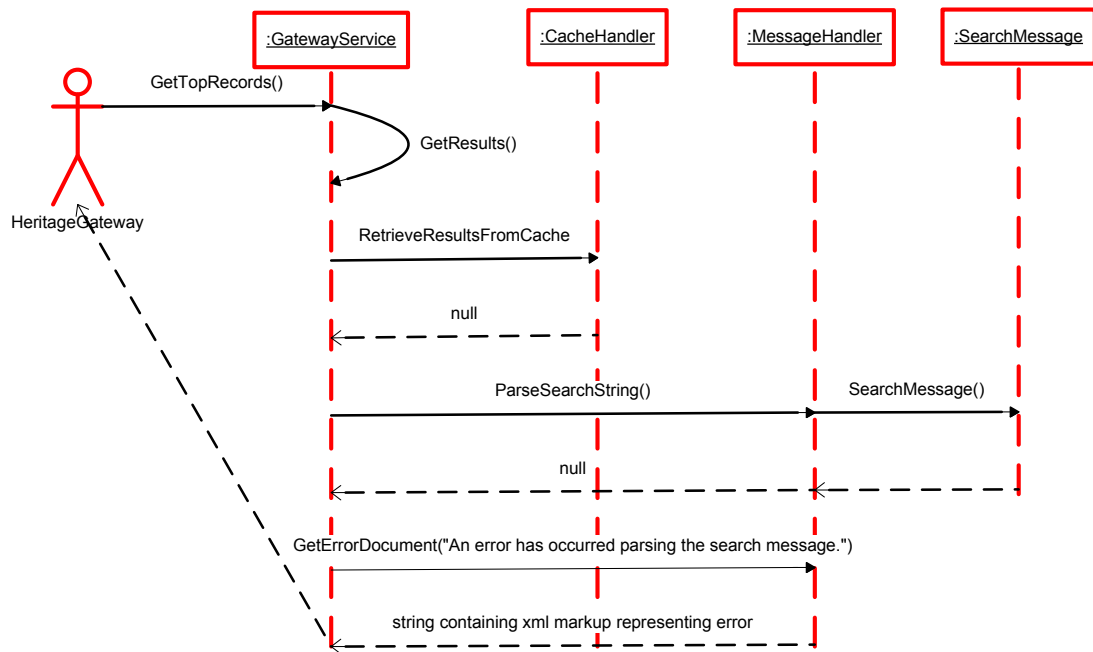 :GatewayService
:CacheHandler
:MessageHandler
:SearchMessage
GetTopRecords()
GetResults()
HeritageGateway
RetrieveResultsFromCache
null
ParseSearchString()
SearchMessage()
null
GetErrorDocument("An error has occurred parsing the search message.")
string containing xml markup representing error